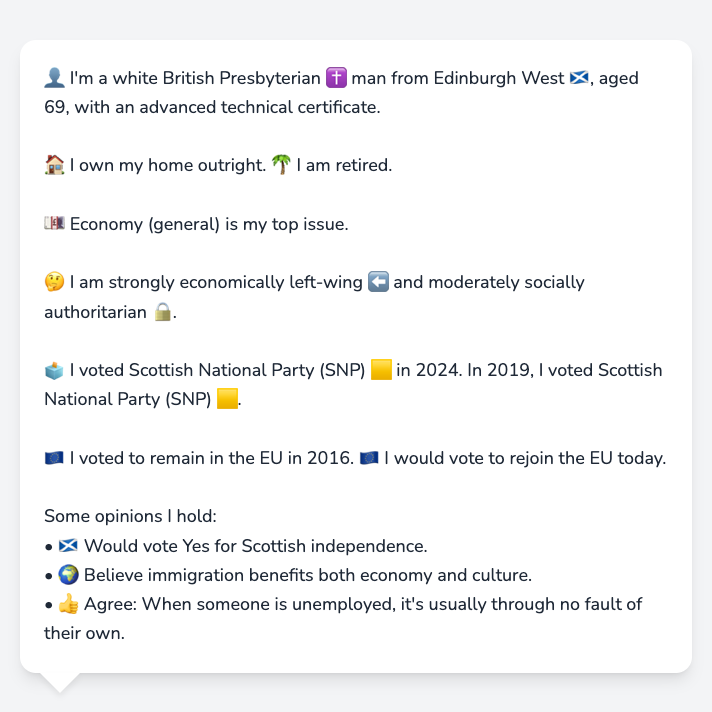 👤 I'm a white British Presbyterian ✝️ man from Edinburgh West 🏴󠁧󠁢󠁳󠁣󠁴󠁿, aged
69, with an advanced technical certificate.
🏠 I own my home outright. 🌴 I am retired.
💷 Economy (general) is my top issue.
🤔 I am strongly economically left-wing ⬅️ and moderately socially
authoritarian 🔒.
🗳️ I voted Scottish National Party (SNP) 🟨 in 2024. In 2019, I voted Scottish
National Party (SNP) 🟨.
🇪🇺 I voted to remain in the EU in 2016. 🇪🇺 I would vote to rejoin the EU today.
Some opinions I hold:
• 🏴󠁧󠁢󠁳󠁣󠁴󠁿 Would vote Yes for Scottish independence.
• 🌍 Believe immigration benefits both economy and culture.
• 👍 Agree: When someone is unemployed, it's usually through no fault of
their own.